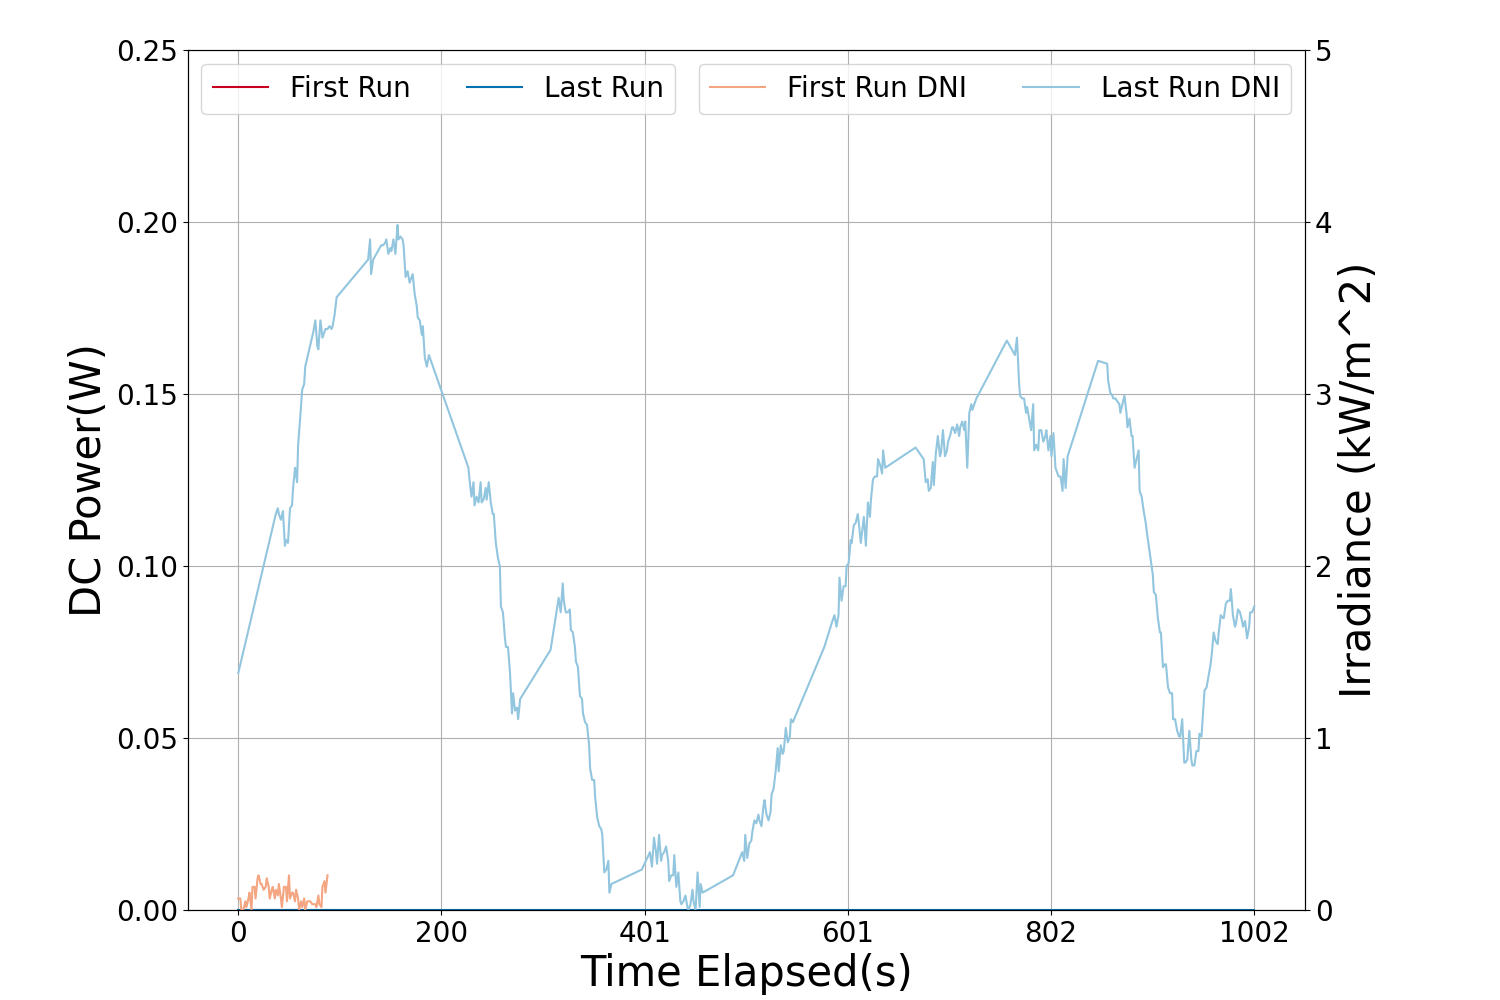 First Run
Last Run
First Run DNI
Last Run DNI
0.25
0.20
0.15
0.10
0.05
0.00
DC Power(W)
5
4
3
2
1
0
Irradiance (kW/m^2)
0
200
401
601
802
1002
Time Elapsed(s)